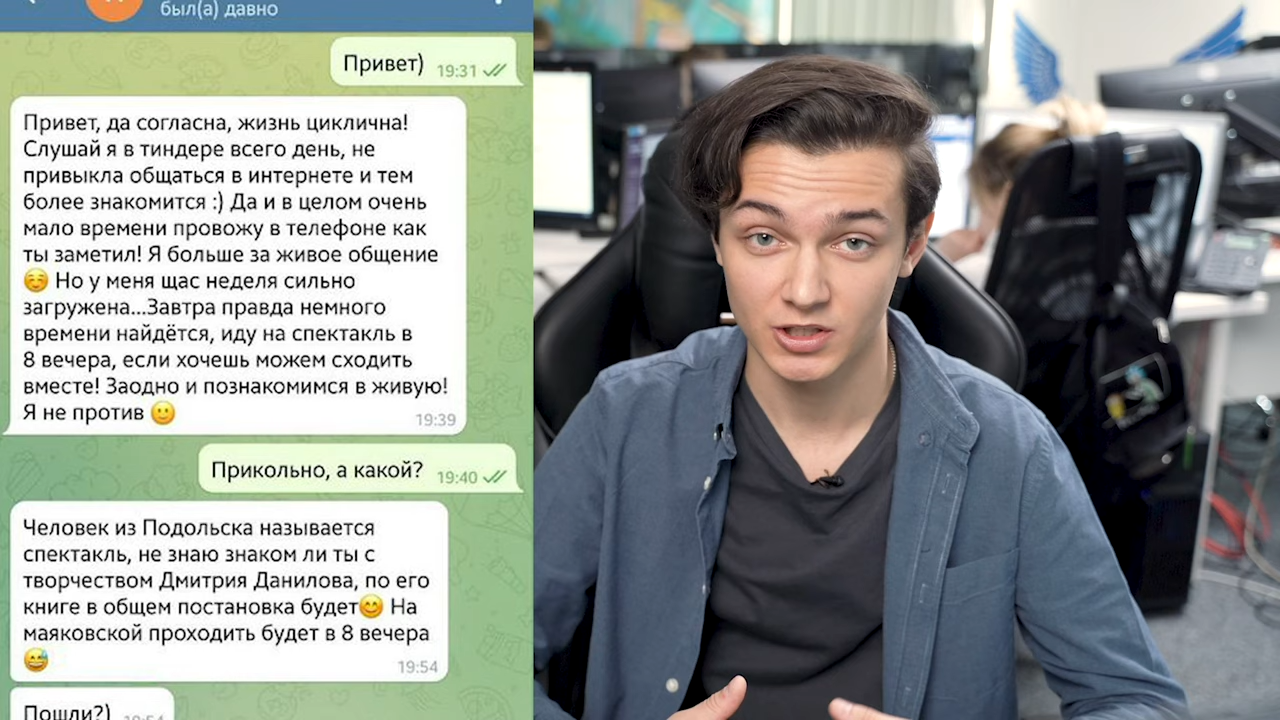 был(а) давно
Привет)
19:31
Привет, да согласна, жизнь циклична!
Слушай я в тиндере всего день, не
привыкла общаться в интернете и тем
более знакомится :) Да и в целом очень
мало времени провожу в телефоне как
ты заметил! Я больше за живое общение
☺️ Но у меня щас неделя сильно
загружена...Завтра правда немного
времени найдётся, иду на спектакль в
8 вечера, если хочешь можем сходить
вместе! Заодно и познакомимся в живую!
Я не против 🙂
19:39
Прикольно, а какой?
19:40
Человек из Подольска называется
спектакль, не знаю знаком ли ты с
творчеством Дмитрия Данилова, по его
книге в общем постановка будет😊 На
маяковской проходить будет в 8 вечера
😅
19:54
Пошли?)
19:54